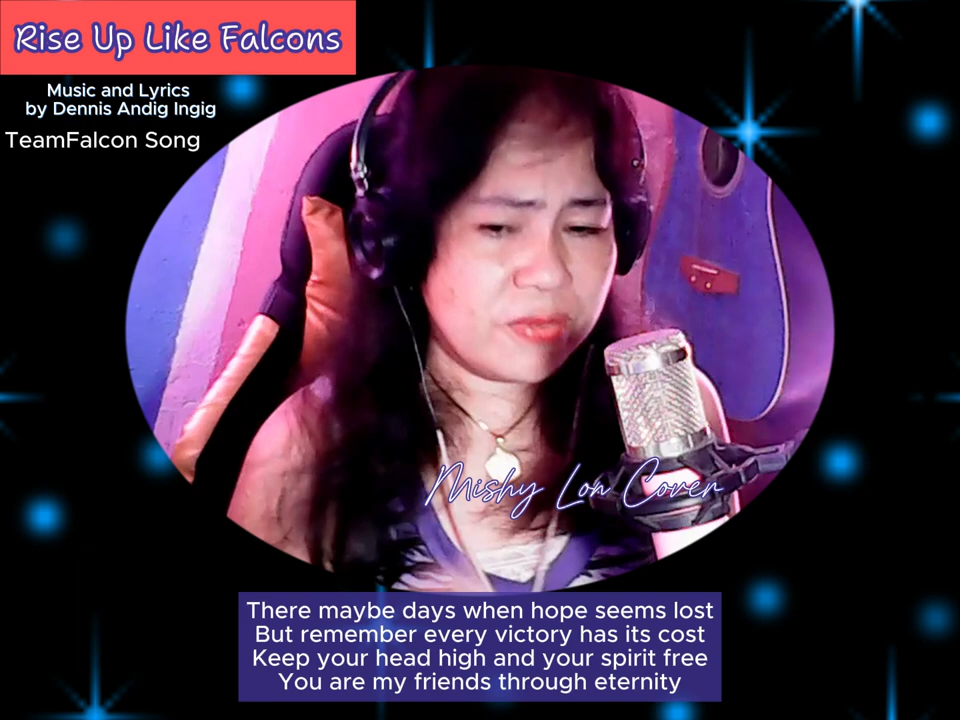 Rise Up Like Falcons
Music and Lyrics
by Dennis Andig Ingig
TeamFalcon Song
Mishy Lon Cover
There maybe days when hope seems lost
But remember every victory has its cost
Keep your head high and your spirit free
You are my friends through eternity